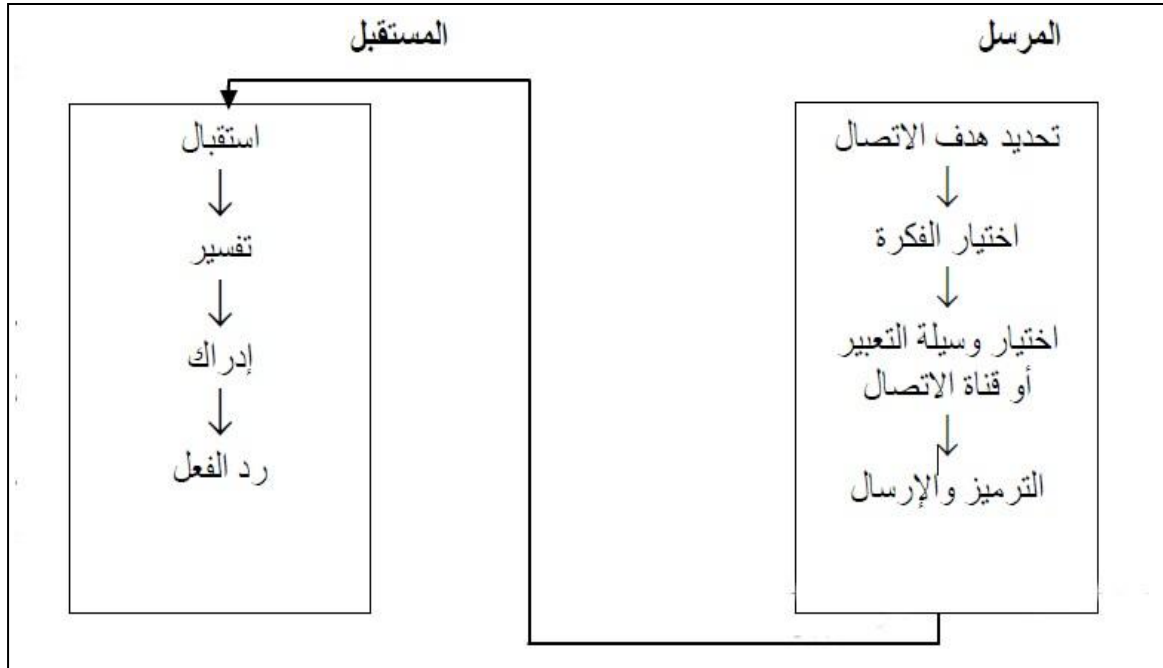 المرسل
تحديد هدف الاتصال
اختيار الفكرة
اختيار وسيلة التعبير
أو قناة الاتصال
الترميز والإرسال
المستقبل
استقبال
تفسير
إدراك
رد الفعل